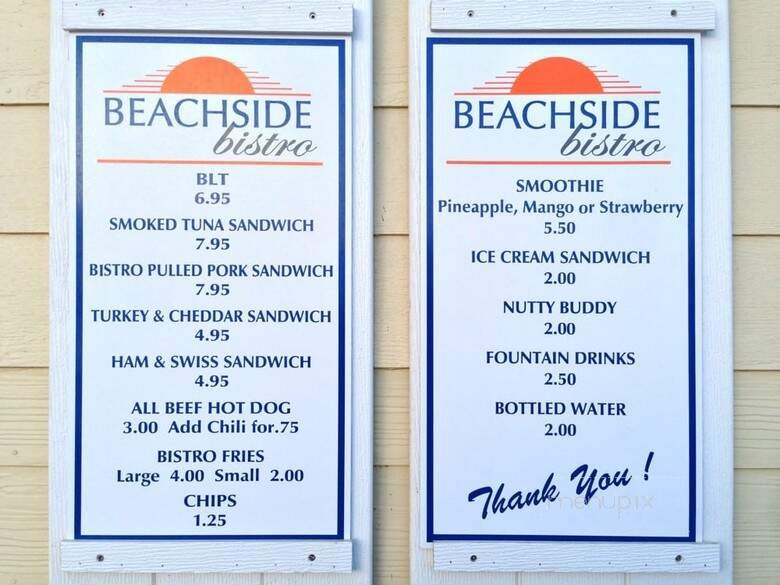 BEACHSIDE
bistro
BLT
6.95
SMOKED TUNA SANDWICH
7.95
BISTRO PULLED PORK SANDWICH
7.95
TURKEY & CHEDDAR SANDWICH
4.95
HAM & SWISS SANDWICH
4.95
ALL BEEF HOT DOG
3.00 Add Chili for.75
BISTRO FRIES
Large 4.00 Small 2.00
CHIPS
1.25
BEACHSIDE
bistro
SMOOTHIE
Pineapple, Mango or Strawberry
5.50
ICE CREAM SANDWICH
2.00
NUTTY BUDDY
2.00
FOUNTAIN DRINKS
2.50
BOTTLED WATER
2.00
Thank You !
menupix